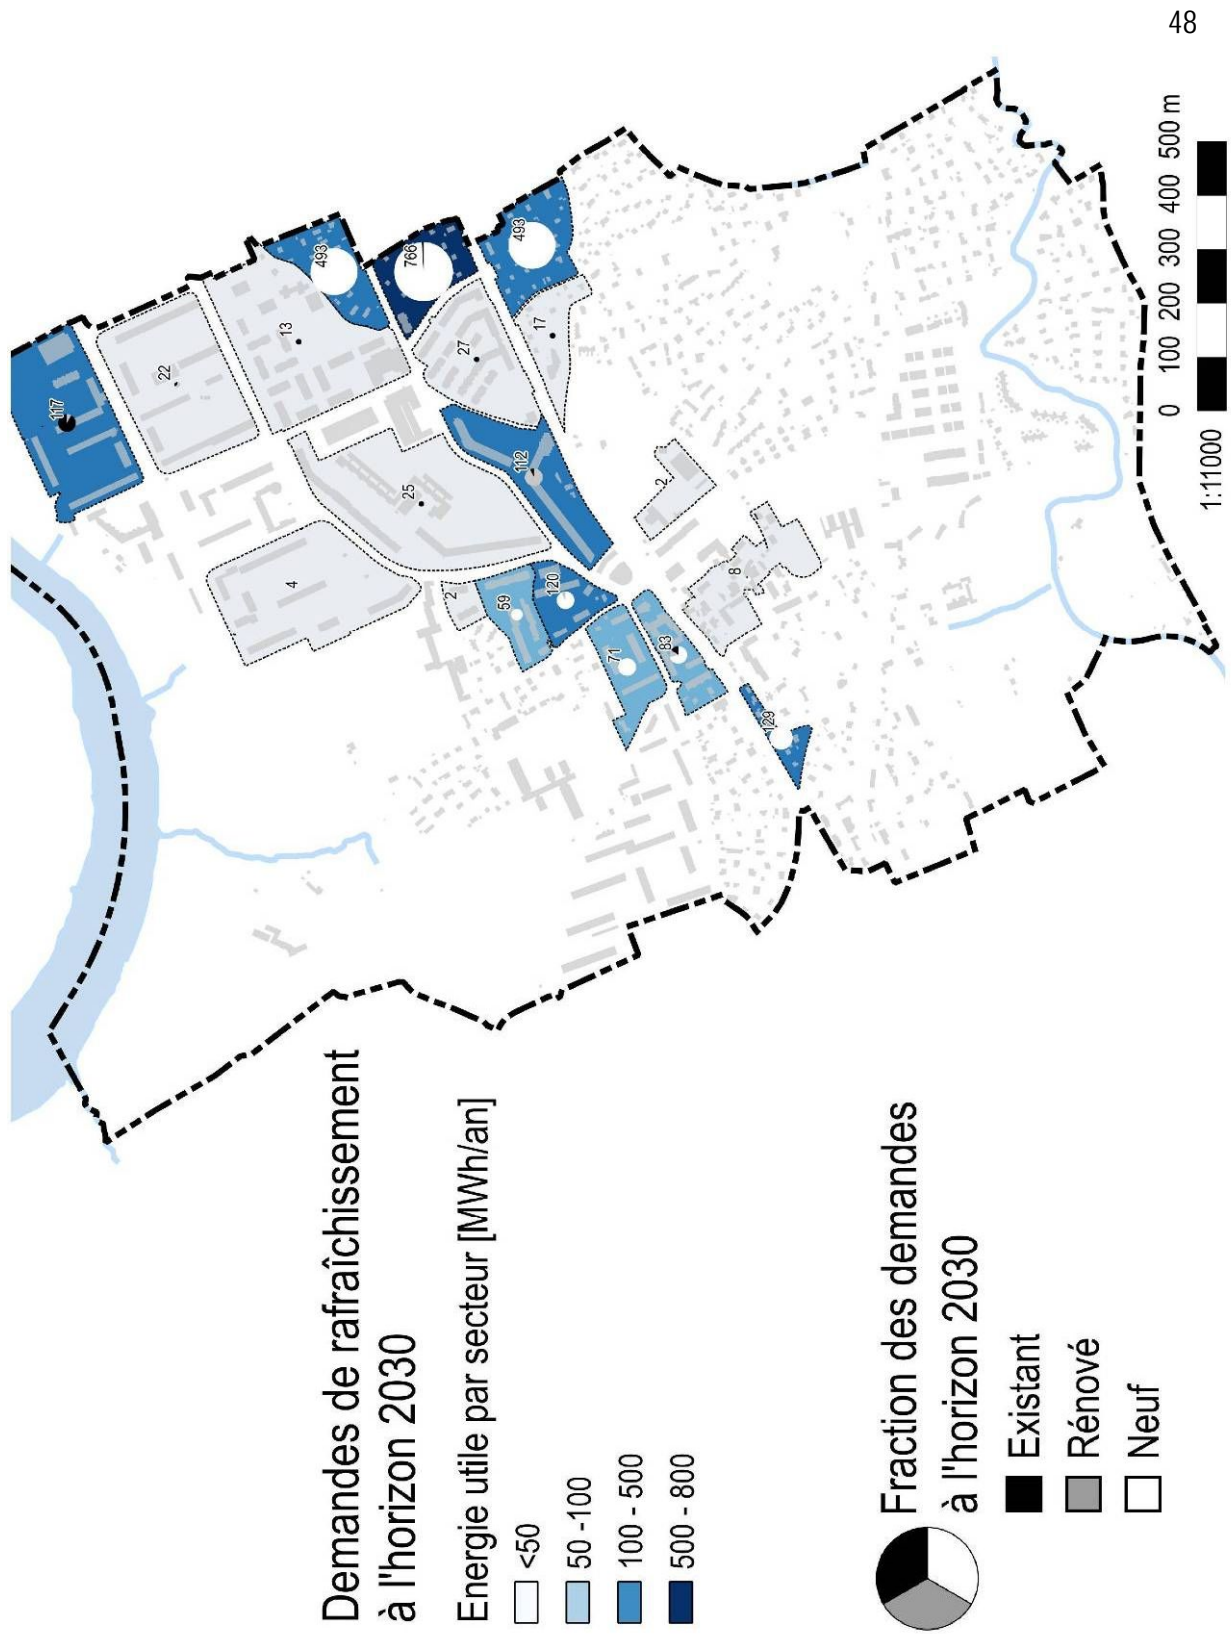 48
Demandes de rafraîchissement
à l'horizon 2030
Energie utile par secteur [MWh/an]
<50
50 -100
100 - 500
500 - 800
Fraction des demandes
à l'horizon 2030
Existant
Rénové
Neuf
117
22
13
493
766
493
27
17
25
112
4
2
59
120
71
83
2
8
129
0 100 200 300 400 500 m
1:11000